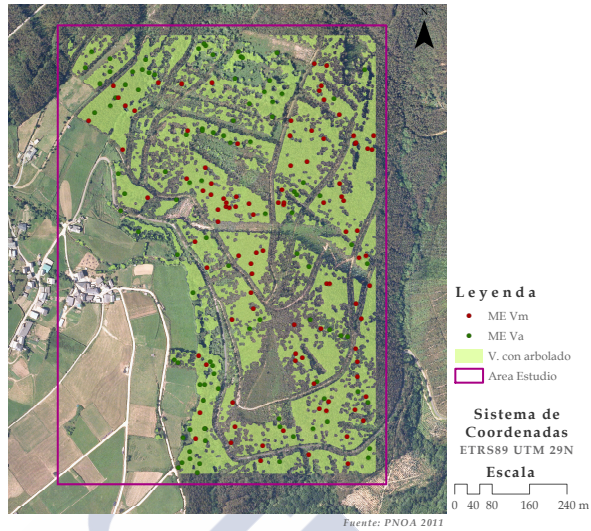 N
Leyenda
ME Vm
ME Va
V. con arbolado
Area Estudio
Sistema de
Coordenadas
ETRS89 UTM 29N
Escala
0 40 80 160 240 m
Fuente: PNOA 2011